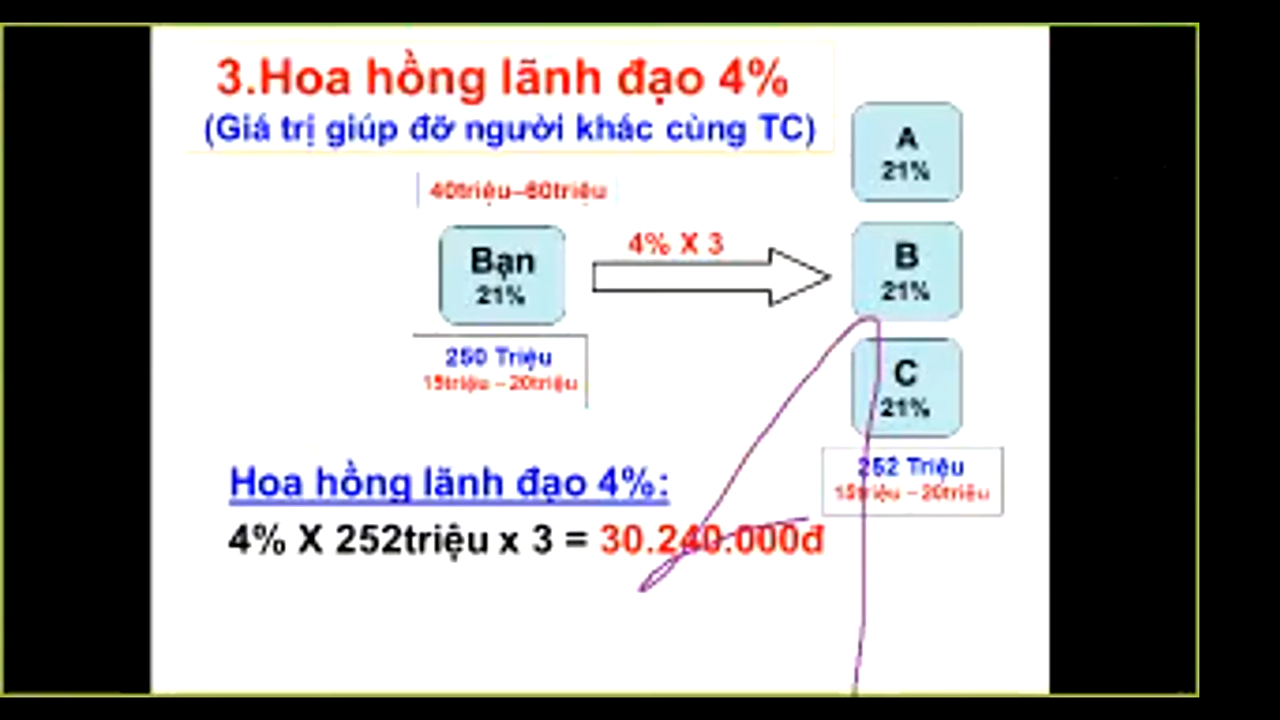 3.Hoa hồng lãnh đạo 4%
(Giá trị giúp đỡ người khác cùng TC)
A
21%
40triệu–60triệu
4% X 3
Bạn
21%
B
21%
250 Triệu
15triệu – 20triệu
C
21%
252 Triệu
15triệu – 20triệu
Hoa hồng lãnh đạo 4%:
4% X 252triệu x 3 = 30.240.000đ